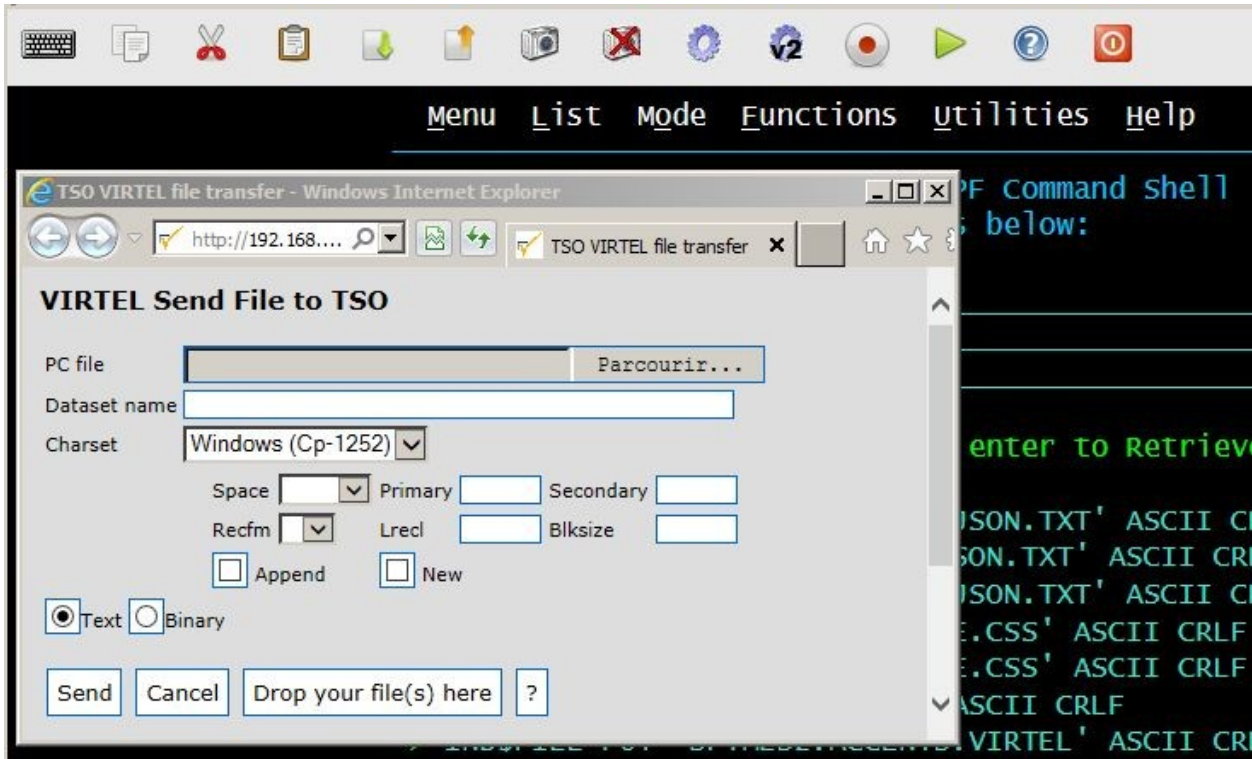 v2
Menu List Mode Functions Utilities Help
TSO VIRTEL file transfer - Windows Internet Explorer
PF Command Shell
http://192.168.... TSO VIRTEL file transfer
below:
VIRTEL Send File to TSO
PC file Parcourir...
Dataset name
Charset Windows (Cp-1252)
enter to Retrieve
Space Primary Secondary
Recfm Lrecl Blksize
JSON.TXT' ASCII
SON.TXT' ASCII CR
Append New
JSON.TXT' ASCII
Text Binary
.CSS' ASCII CRLF
.CSS' ASCII CRLF
Send Cancel Drop your file(s) here ?
ASCII CRLF
VIRTEL' ASCII